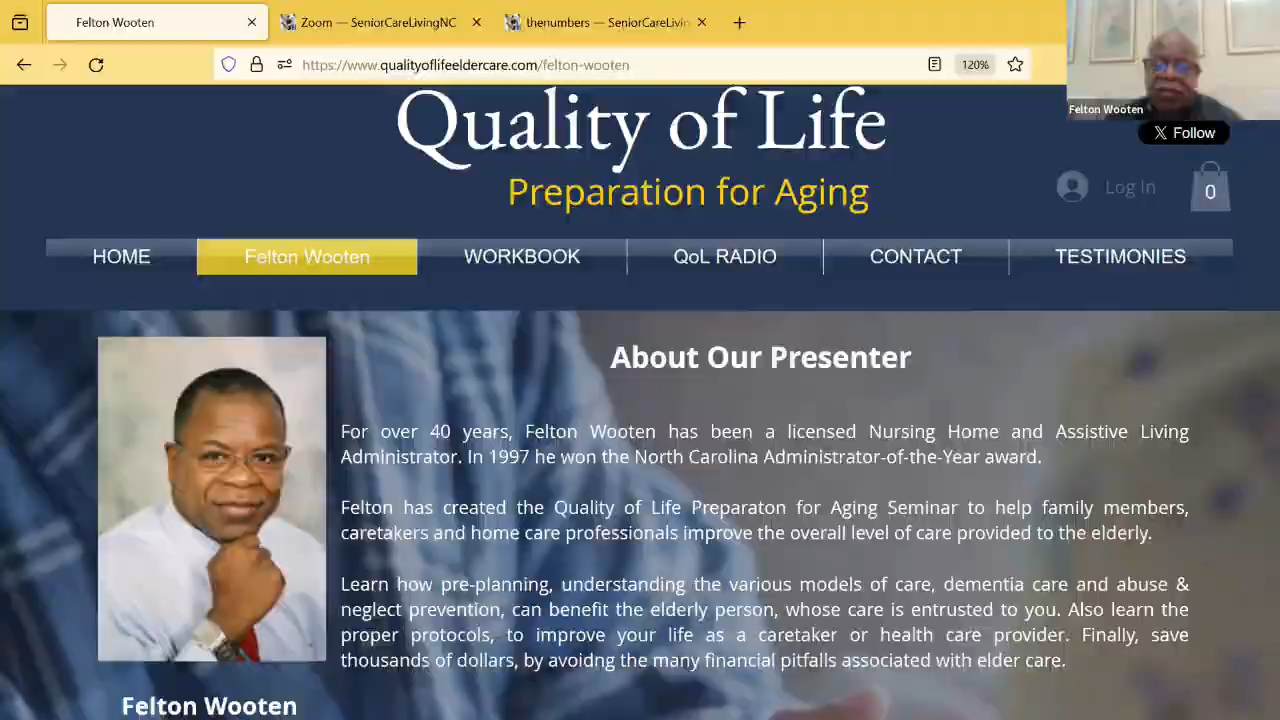 Felton Wooten
Zoom — SeniorCareLivingNC
thenumbers — SeniorCareLivin
https://www.qualityoflifeeldercare.com/felton-wooten
120%
Felton Wooten
X Follow
Quality of Life
Preparation for Aging
Log In
0
HOME
Felton Wooten
WORKBOOK
QoL RADIO
CONTACT
TESTIMONIES
About Our Presenter
For over 40 years, Felton Wooten has been a licensed Nursing Home and Assistive Living
Administrator. In 1997 he won the North Carolina Administrator-of-the-Year award.
Felton has created the Quality of Life Preparaton for Aging Seminar to help family members,
caretakers and home care professionals improve the overall level of care provided to the elderly.
Learn how pre-planning, understanding the various models of care, dementia care and abuse &
neglect prevention, can benefit the elderly person, whose care is entrusted to you. Also learn the
proper protocols, to improve your life as a caretaker or health care provider. Finally, save
thousands of dollars, by avoidng the many financial pitfalls associated with elder care.
Felton Wooten